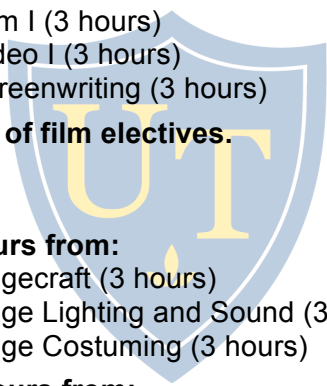 m I (3 hours)
deo I (3 hours)
reenwriting (3 hours)
of film electives.
UT
urs from:
gecraft (3 hours)
ge Lighting and Sound (3
ge Costuming (3 hours)
ours from: